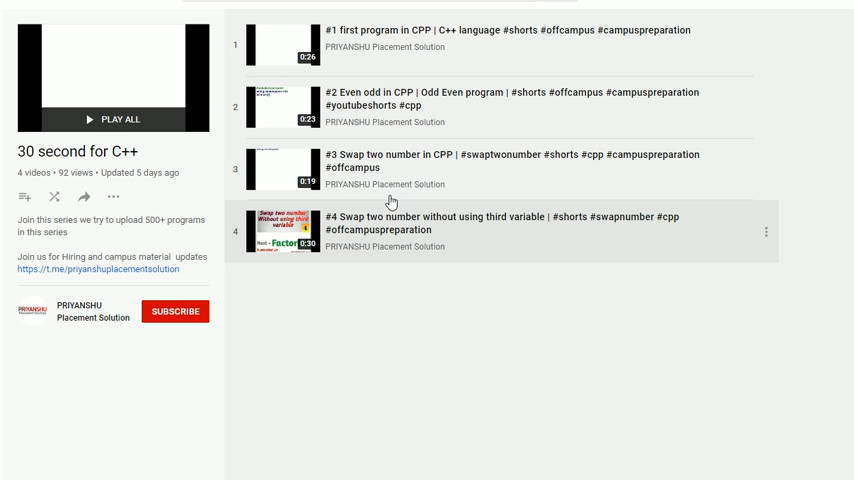 PLAY ALL
30 second for C++
4 videos • 92 views • Updated 5 days ago
Join this series we try to upload 500+ programs
in this series
Join us for Hiring and campus material updates
https://t.me/priyanshuplacementsolution
PRIYANSHU
PRIYANSHU
Placement Solution
SUBSCRIBE
1
0:26
#1 first program in CPP | C++ language #shorts #offcampus #campuspreparation
PRIYANSHU Placement Solution
2
0:23
#2 Even odd in CPP | Odd Even program | #shorts #offcampus #campuspreparation
#youtubeshorts #cpp
PRIYANSHU Placement Solution
3
0:19
#3 Swap two number in CPP | #swaptwonumber #shorts #cpp #campuspreparation
#offcampus
PRIYANSHU Placement Solution
4
Swap two number
Without using third
variable
4
Next - Factor
0:30
#4 Swap two number without using third variable | #shorts #swapnumber #cpp
#offcampuspreparation
PRIYANSHU Placement Solution